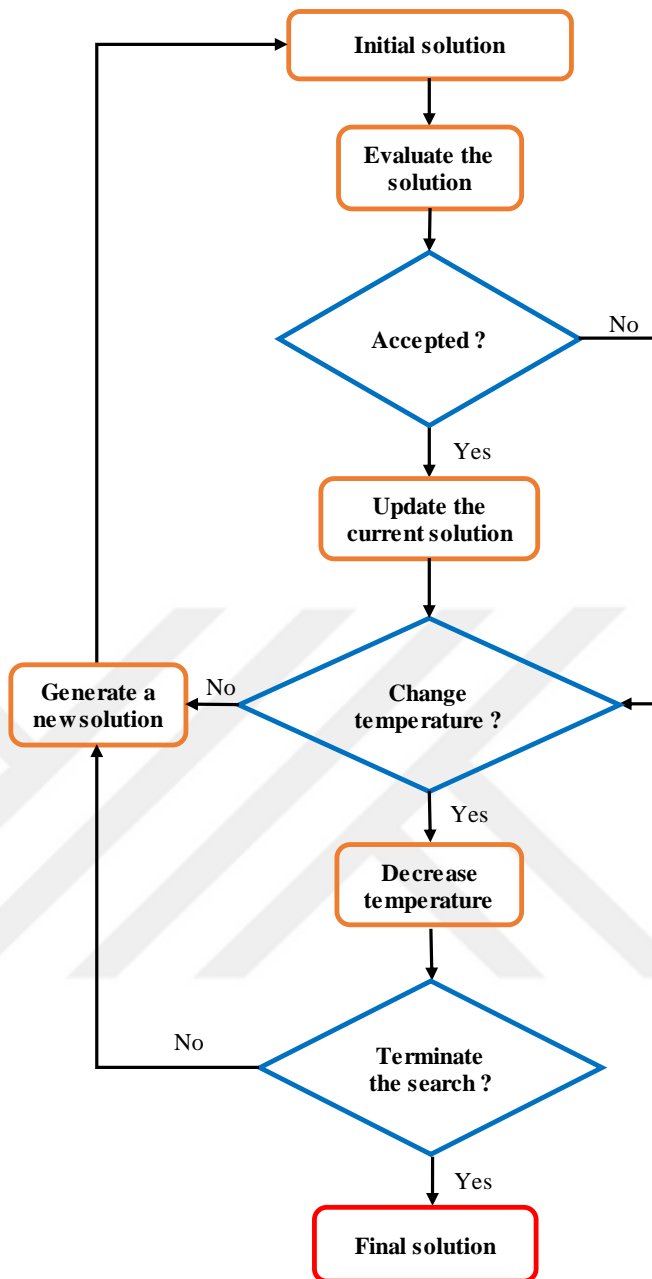 Initial solution
Evaluate the
solution
Accepted ?
No
Yes
Update the
current solution
Generate a
new solution
No
Change
temperature ?
Yes
Decrease
temperature
No
Terminate
the search ?
Yes
Final solution